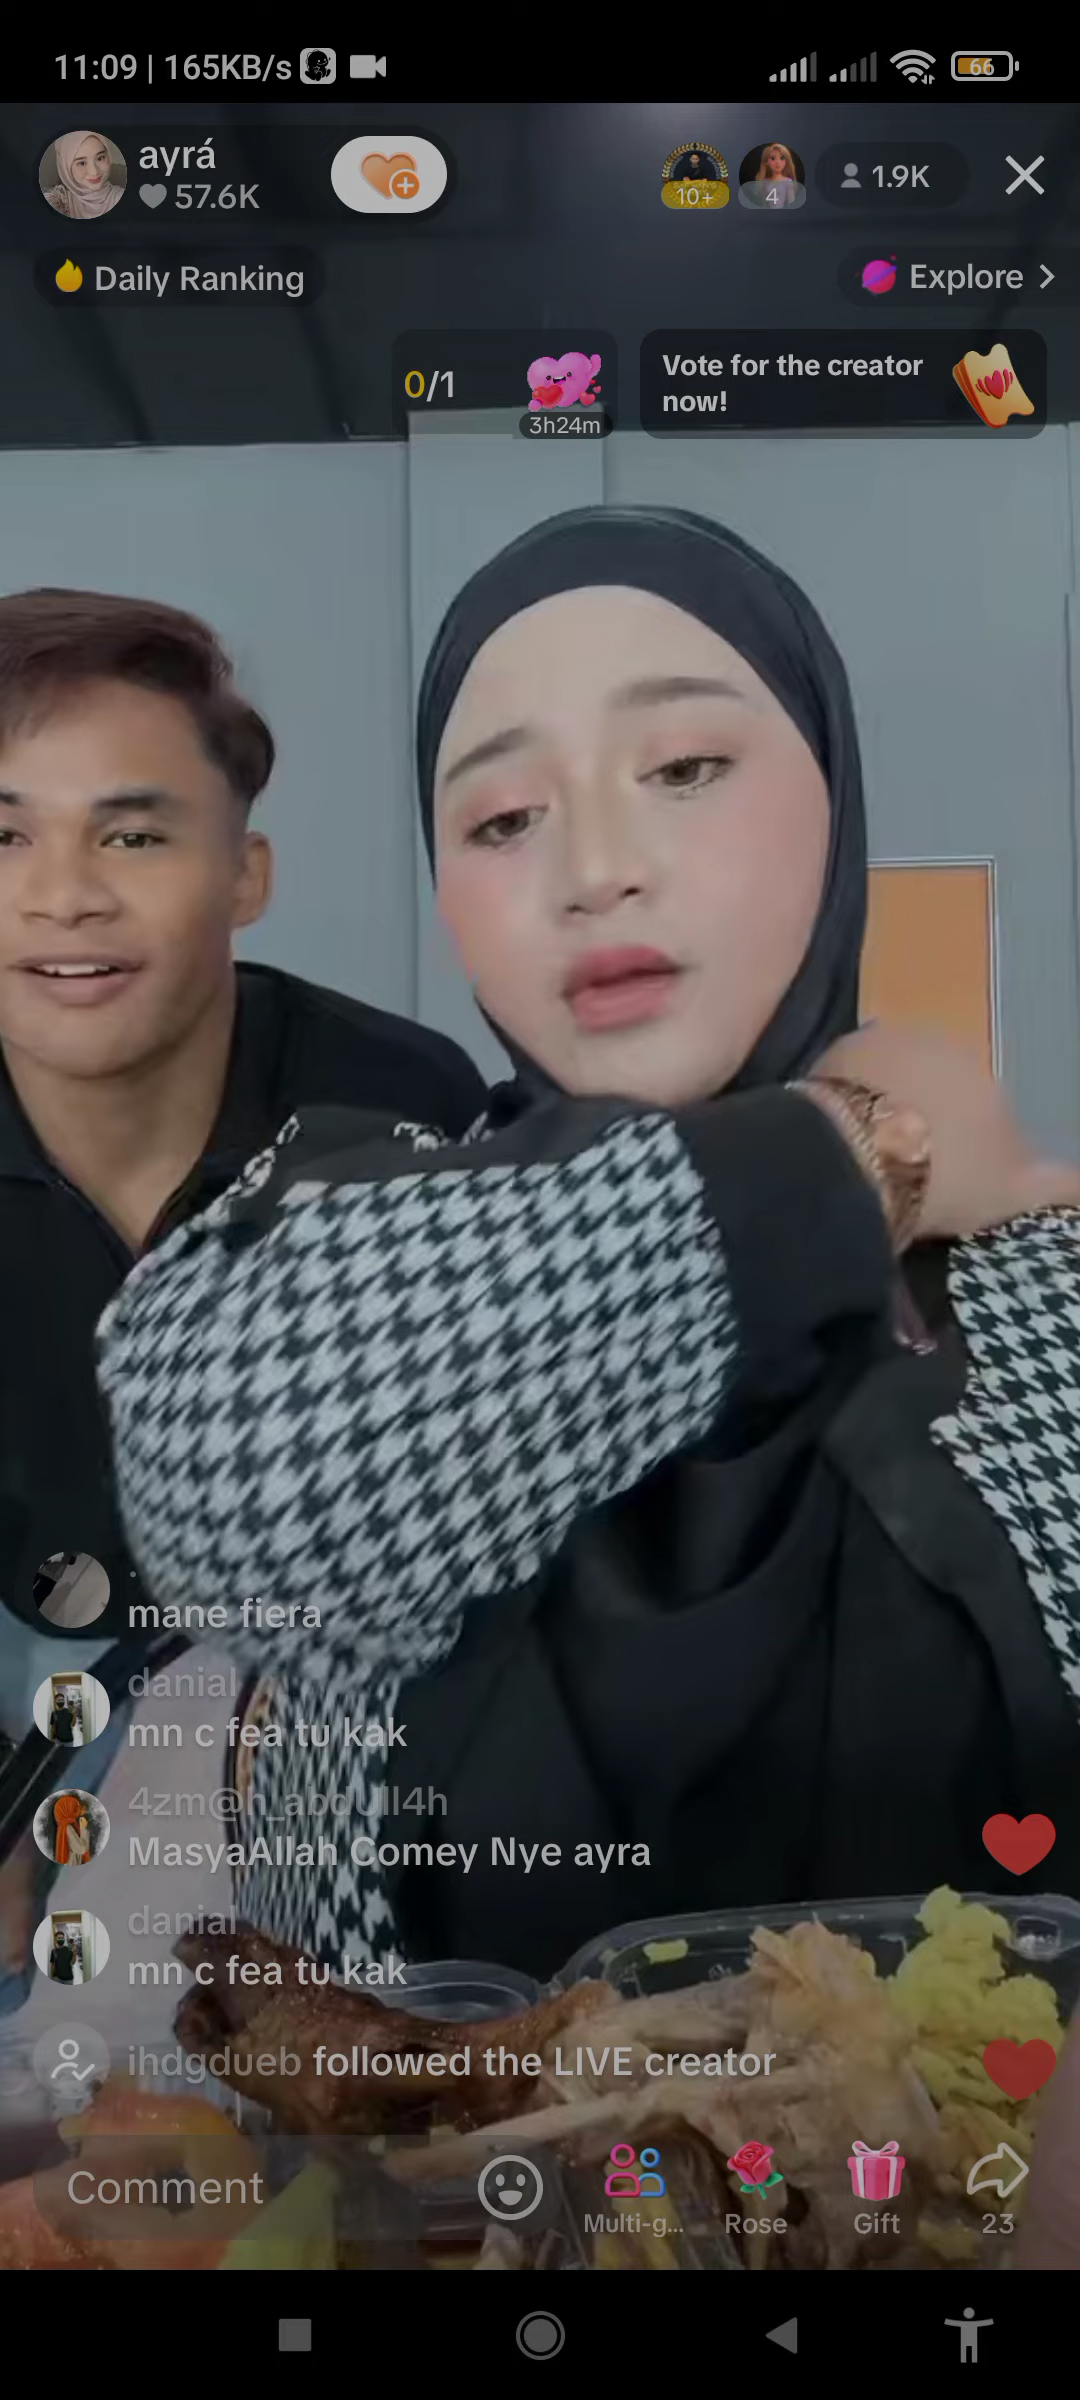 11:09 | 165KB/s
66
ayrá
57.6K
10+
4
1.9K
Daily Ranking
Explore
0/1
3h24m
Vote for the creator
now!
.
mane fiera
danial
mn c fea tu kak
4zm@h_abdUll4h
MasyaAllah Comey Nye ayra
danial
mn c fea tu kak
ihdgdueb followed the LIVE creator
Comment
Multi-g...
Rose
Gift
23